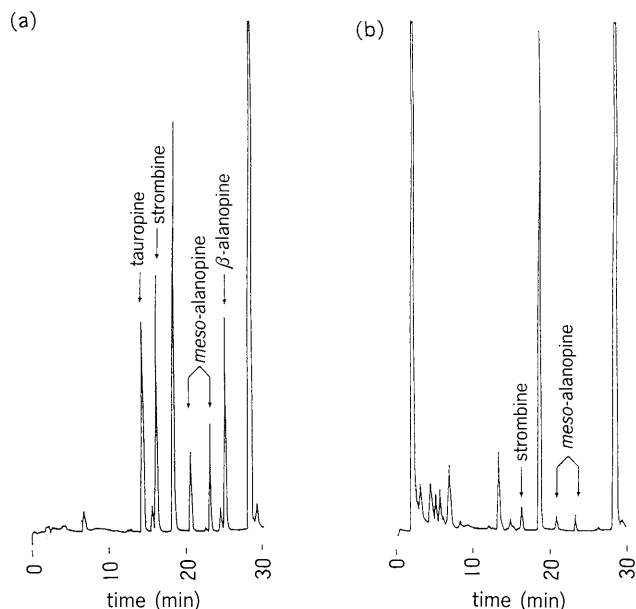 (a)
tauropine
strombine
meso-alanopine
β-alanopine
0
10
20
30
time (min)
(b)
strombine
meso-alanopine
0
10
20
30
time (min)